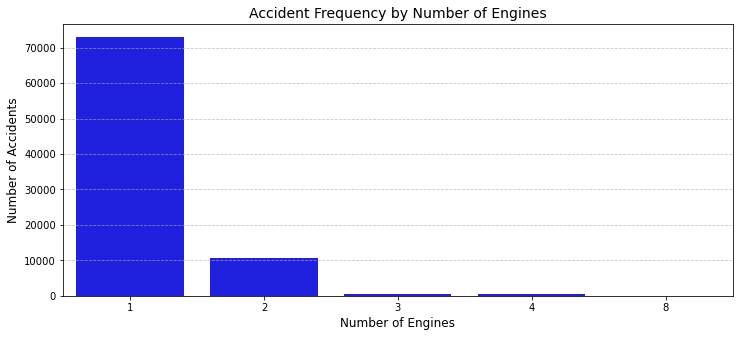 Accident Frequency by Number of Engines
Number of Accidents
70000
60000
50000
40000
30000
20000
10000
0
1 2 3 4 8
Number of Engines